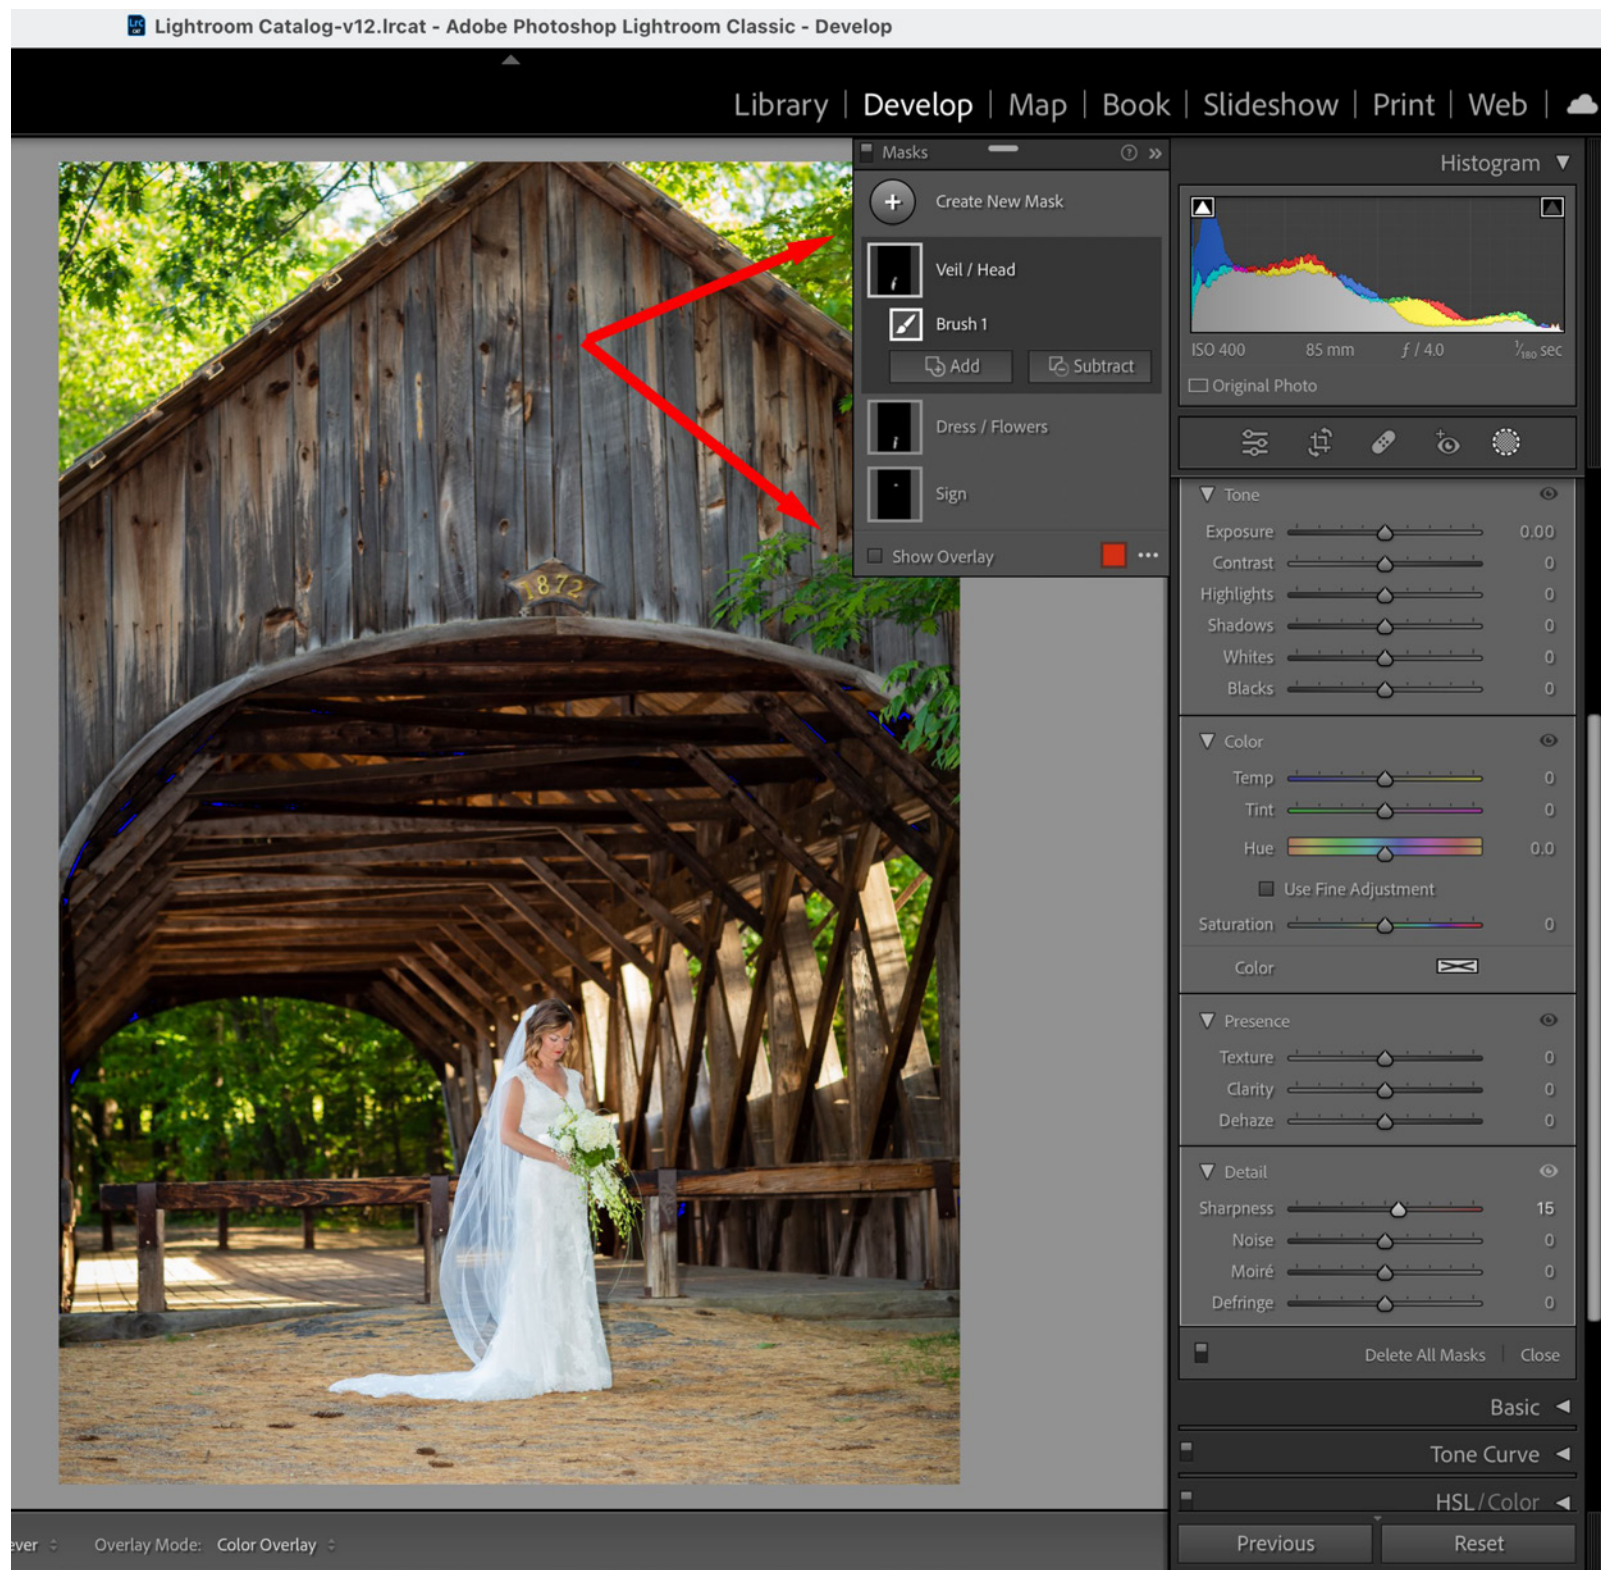 Lightroom Catalog-v12.lrcat - Adobe Photoshop Lightroom Classic - Develop
Library | Develop | Map | Book | Slideshow | Print | Web |
Masks
Create New Mask
Veil / Head
Brush 1
Add Subtract
Dress / Flowers
Sign
Show Overlay
1872
Histogram
ISO 400 85 mm ƒ / 4.0 1/180 sec
Original Photo
Tone
Exposure 0.00
Contrast 0
Highlights 0
Shadows 0
Whites 0
Blacks 0
Color
Temp 0
Tint 0
Hue 0.0
Use Fine Adjustment
Saturation 0
Color
Presence
Texture 0
Clarity 0
Dehaze 0
Detail
Sharpness 15
Noise 0
Moiré 0
Defringe 0
Delete All Masks | Close
Basic
Tone Curve
HSL / Color
Previous Reset
Overlay Mode: Color Overlay